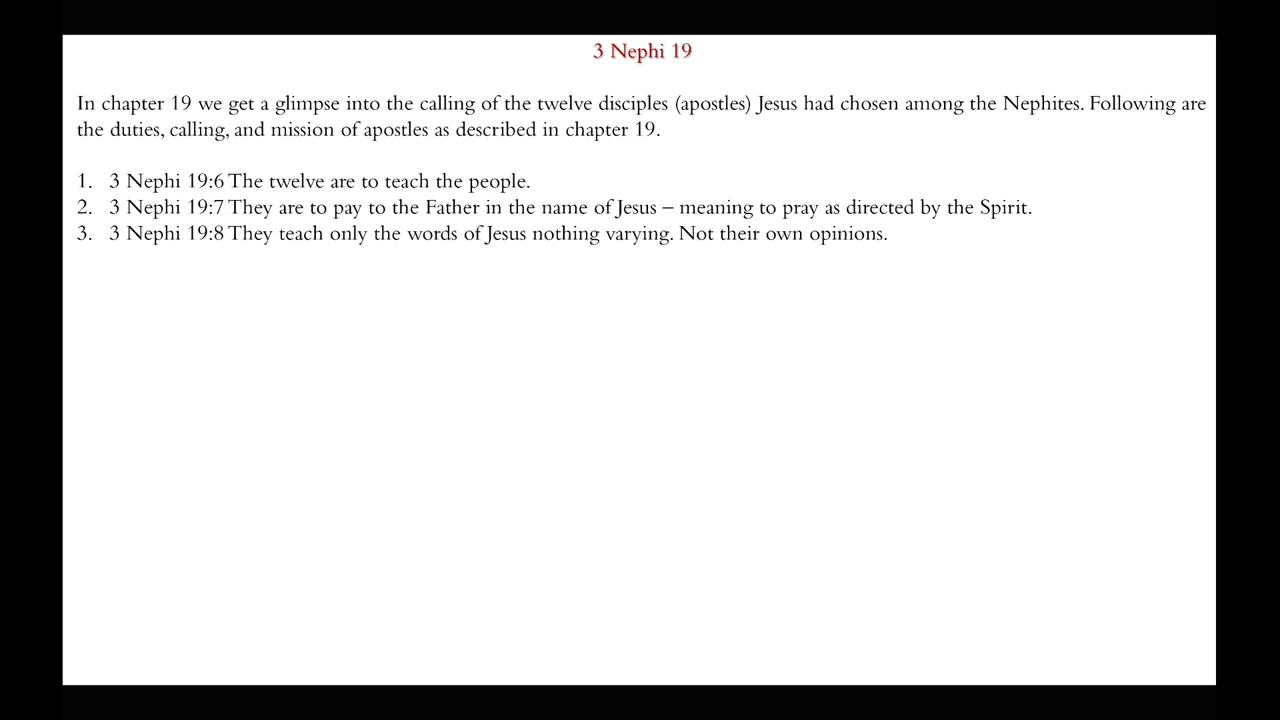 3 Nephi 19
In chapter 19 we get a glimpse into the calling of the twelve disciples (apostles) Jesus had chosen among the Nephites. Following are
the duties, calling, and mission of apostles as described in chapter 19.
1. 3 Nephi 19:6 The twelve are to teach the people.
2. 3 Nephi 19:7 They are to pay to the Father in the name of Jesus – meaning to pray as directed by the Spirit.
3. 3 Nephi 19:8 They teach only the words of Jesus nothing varying. Not their own opinions.